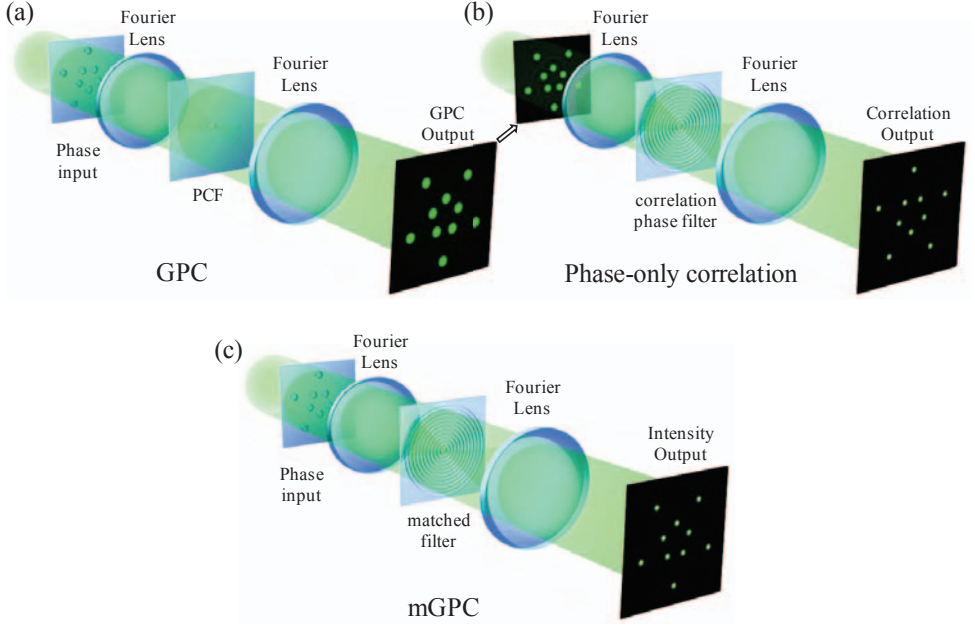 (a)
Fourier
Lens
Fourier
Lens
GPC
Output
Phase
input
PCF
GPC
(b)
Fourier
Lens
Fourier
Lens
Correlation
Output
correlation
phase filter
Phase-only correlation
(c)
Fourier
Lens
Fourier
Lens
Intensity
Output
Phase
input
matched
filter
mGPC